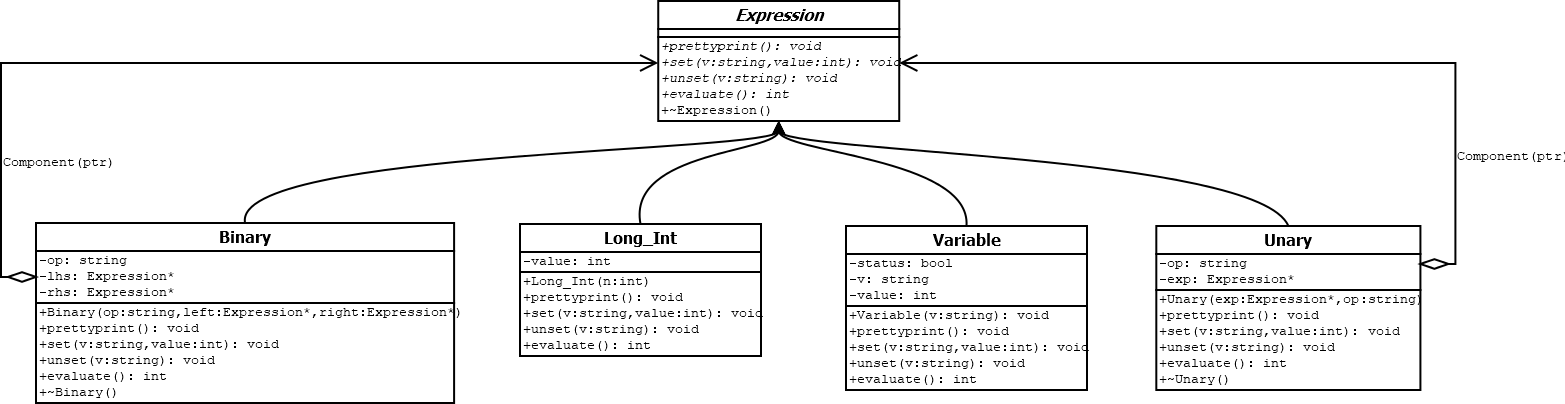 Expression
+prettyprint(): void
+set(v:string,value:int): void
+unset(v:string): void
+evaluate(): int
+~Expression()
Component(ptr)
Component(ptr)
Binary
-op: string
-lhs: Expression*
-rhs: Expression*
+Binary(op:string,left:Expression*,right:Expression*)
+prettyprint(): void
+set(v:string,value:int): void
+unset(v:string): void
+evaluate(): int
+~Binary()
Long_Int
-value: int
+Long_Int(n:int)
+prettyprint(): void
+set(v:string,value:int): void
+unset(v:string): void
+evaluate(): int
Variable
-status: bool
-v: string
-value: int
+Variable(v:string): void
+prettyprint(): void
+set(v:string,value:int): void
+unset(v:string): void
+evaluate(): int
Unary
-op: string
-exp: Expression*
+Unary(exp:Expression*,op:string)
+prettyprint(): void
+set(v:string,value:int): void
+unset(v:string): void
+evaluate(): int
+~Unary()